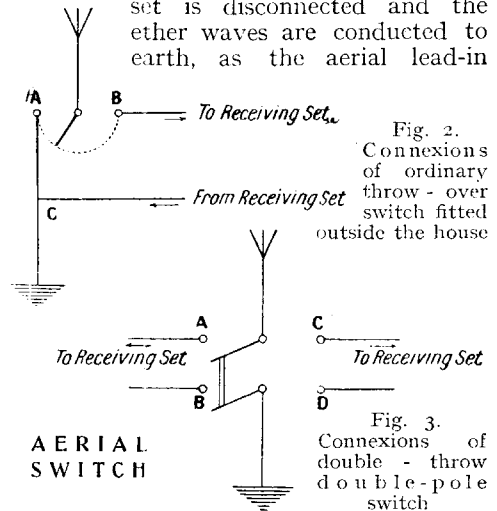 set is disconnected and the
ether waves are conducted to
earth, as the aerial lead-in
A B
To Receiving Set
From Receiving Set
C
Fig. 2.
Connexions
of ordinary
throw - over
switch fitted
outside the house
A
To Receiving Set
B
C
To Receiving Set
D
AERIAL
SWITCH
Fig. 3.
Connexions of
double - throw
double-pole
switch